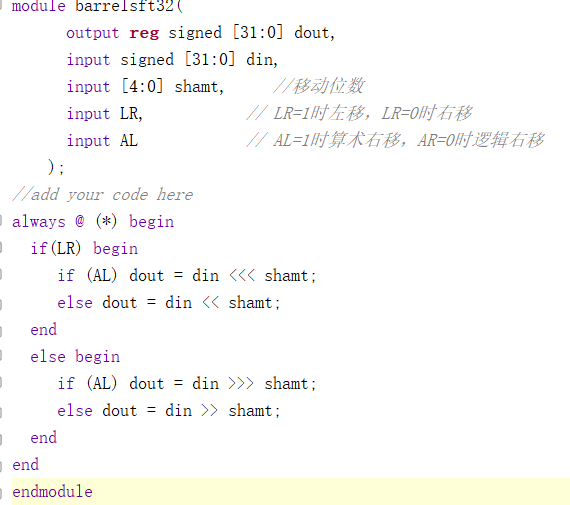 module barrelsft32(
output reg signed [31:0] dout,
input signed [31:0] din,
input [4:0] shamt, //移动位数
input LR, // LR=1时左移，LR=0时右移
input AL // AL=1时算术右移，AR=0时逻辑右移
);
//add your code here
always @ (*) begin
if(LR) begin
if (AL) dout = din <<< shamt;
else dout = din << shamt;
end
else begin
if (AL) dout = din >>> shamt;
else dout = din >> shamt;
end
end
endmodule